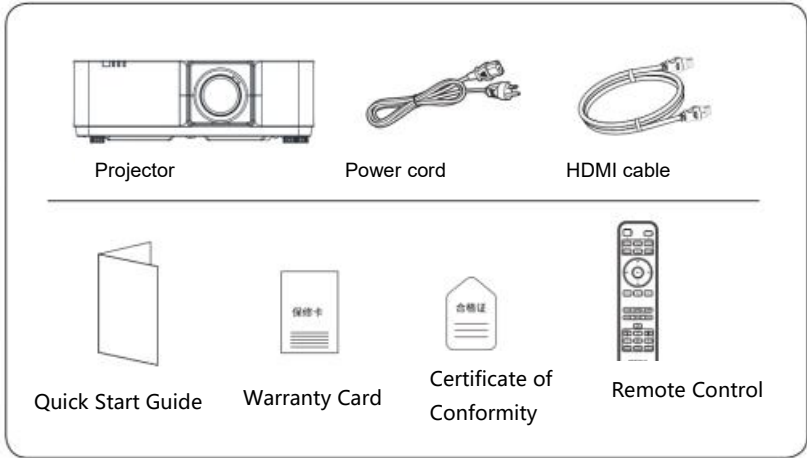 Projector
Power cord
HDMI cable
保修卡
合格证
Quick Start Guide
Warranty Card
Certificate of
Conformity
Remote Control